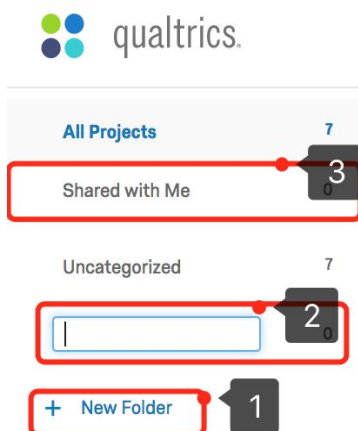 qualtrics.
All Projects 7
3
Shared with Me 0
Uncategorized 7
2
0
+ New Folder 1